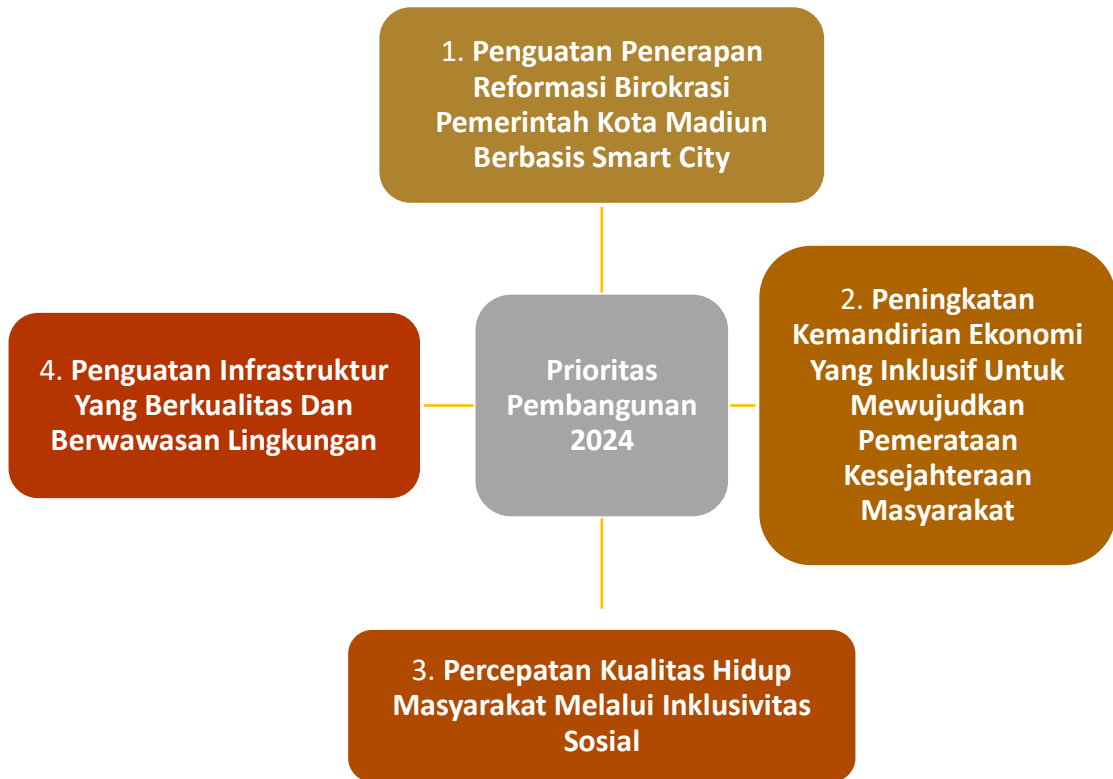 1. Penguatan Penerapan
Reformasi Birokrasi
Pemerintah Kota Madiun
Berbasis Smart City
2. Peningkatan
Kemandirian Ekonomi
Yang Inklusif Untuk
Mewujudkan
Pemerataan
Kesejahteraan
Masyarakat
Prioritas
Pembangunan
2024
4. Penguatan Infrastruktur
Yang Berkualitas Dan
Berwawasan Lingkungan
3. Percepatan Kualitas Hidup
Masyarakat Melalui Inklusivitas
Sosial